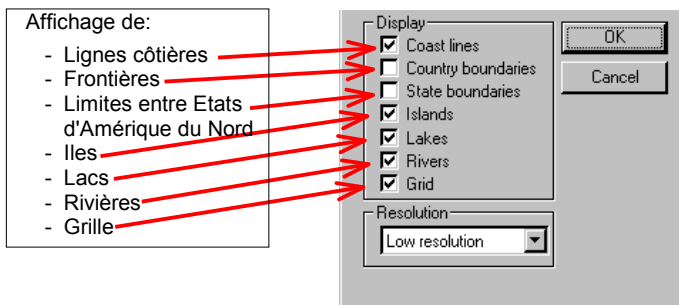 Affichage de:
- Lignes côtières
- Frontières
- Limites entre Etats
d'Amérique du Nord
- Iles
- Lacs
- Rivières
- Grille
Display
Coast lines
Country boundaries
State boundaries
Islands
Lakes
Rivers
Grid
Resolution
Low resolution
OK
Cancel